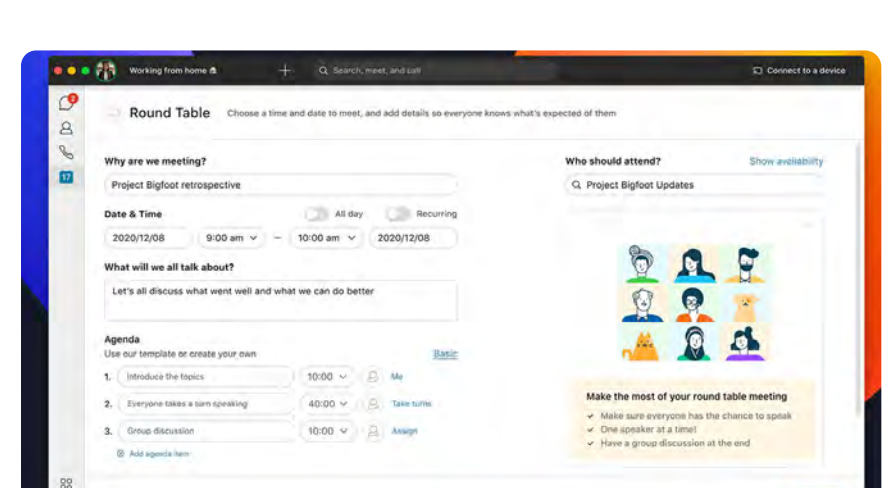 Working from home
Search, meet, and call
Connect to a device
2
Round Table
Choose a time and date to meet, and add details so everyone knows what's expected of them
17
Why are we meeting?
Project Bigfoot retrospective
Date & Time
All day
Recurring
2020/12/08
9:00 am
–
10:00 am
2020/12/08
What will we all talk about?
Let's all discuss what went well and what we can do better
Agenda
Use our template or create your own
Basic
1. Introduce the topics 10:00 Me
2. Everyone takes a turn speaking 40:00 Take turns
3. Group discussion 10:00 Assign
Add agenda item
Who should attend?
Show availability
Project Bigfoot Updates
Make the most of your round table meeting
Make sure everyone has the chance to speak
One speaker at a time!
Have a group discussion at the end